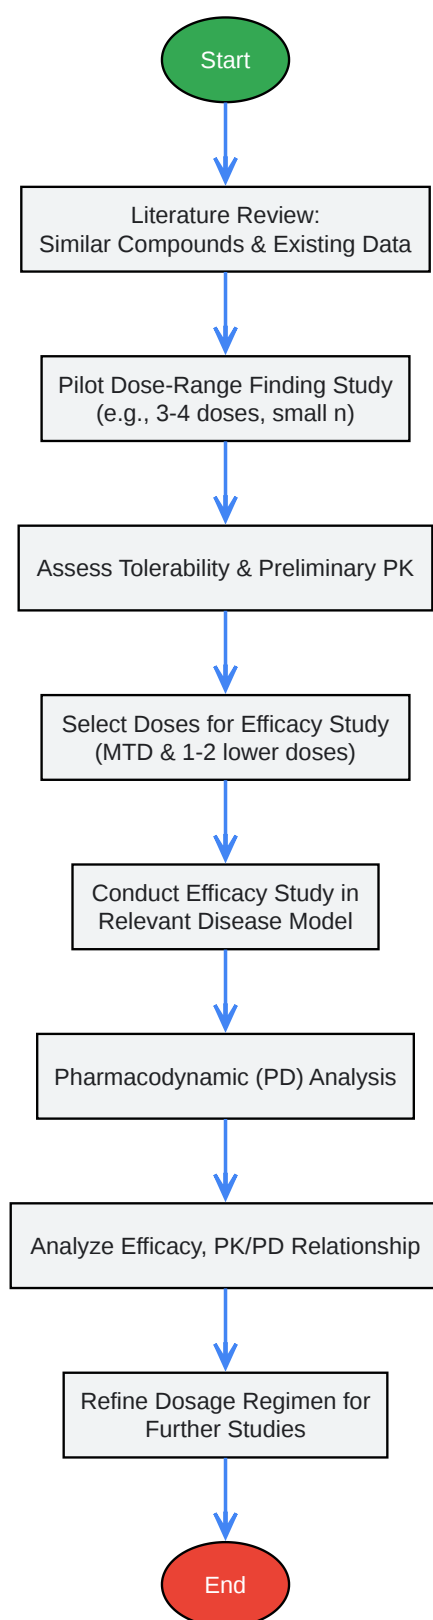 Start
Literature Review:
Similar Compounds & Existing Data
Pilot Dose-Range Finding Study
(e.g., 3-4 doses, small n)
Assess Tolerability & Preliminary PK
Select Doses for Efficacy Study
(MTD & 1-2 lower doses)
Conduct Efficacy Study in
Relevant Disease Model
Pharmacodynamic (PD) Analysis
Analyze Efficacy, PK/PD Relationship
Refine Dosage Regimen for
Further Studies
End